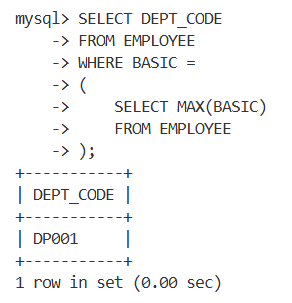 mysql> SELECT DEPT_CODE
    -> FROM EMPLOYEE
    -> WHERE BASIC =
    -> (
    ->     SELECT MAX(BASIC)
    ->     FROM EMPLOYEE
    -> );
+-----------+
| DEPT_CODE |
+-----------+
| DP001     |
+-----------+
1 row in set (0.00 sec)